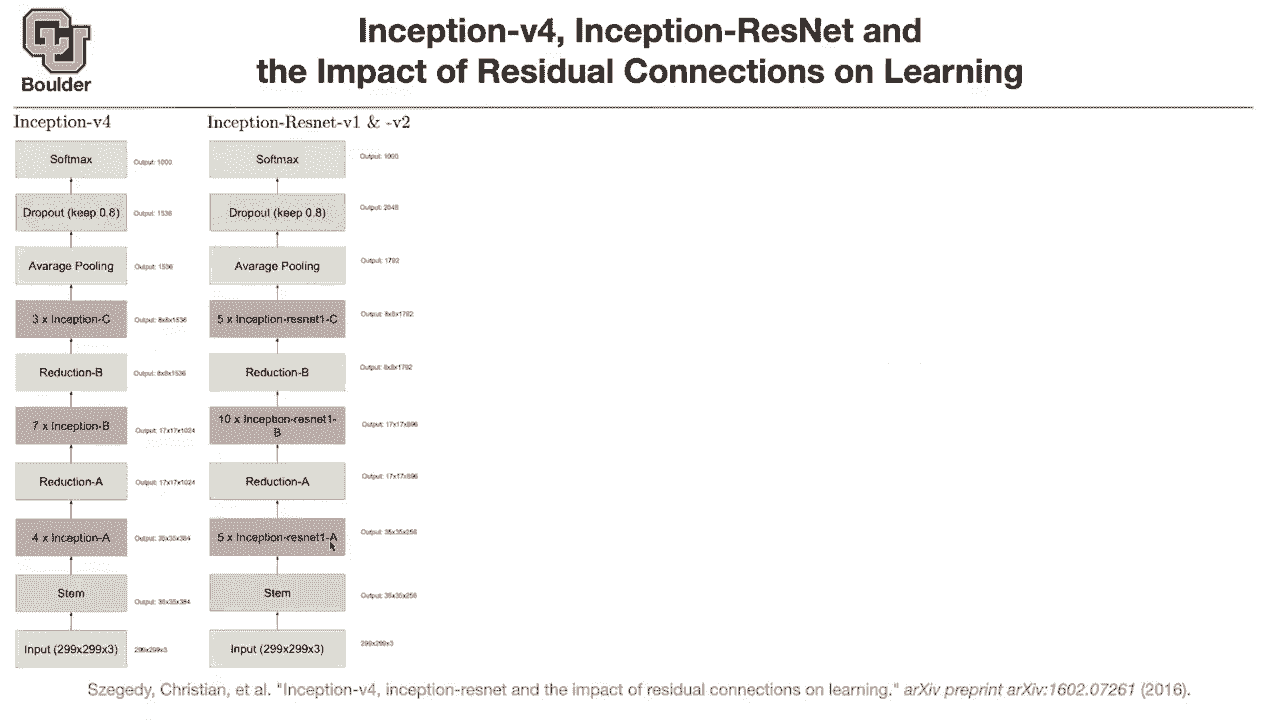 Boulder
Inception-v4, Inception-ResNet and
the Impact of Residual Connections on Learning
Inception-v4
Softmax
Output: 1000
Dropout (keep 0.8)
Output: 1536
Avarage Pooling
Output: 1536
3 x Inception-C
Output: 8x8x1536
Reduction-B
Output: 8x8x1536
7 x Inception-B
Output: 17x17x1024
Reduction-A
Output: 17x17x1024
4 x Inception-A
Output: 35x35x384
Stem
Output: 35x35x384
Input (299x299x3)
299x299x3
Inception-Resnet-v1 & -v2
Softmax
Output: 1000
Dropout (keep 0.8)
Output: 2048
Avarage Pooling
Output: 1792
5 x Inception-resnet1-C
Output: 8x8x1792
Reduction-B
Output: 8x8x1792
10 x Inception-resnet1-
B
Output: 17x17x896
Reduction-A
Output: 17x17x896
5 x Inception-resnet1-A
Output: 35x35x256
Stem
Output: 35x35x256
Input (299x299x3)
299x299x3
Szegedy, Christian, et al. "Inception-v4, inception-resnet and the impact of residual connections on learning." arXiv preprint arXiv:1602.07261 (2016).